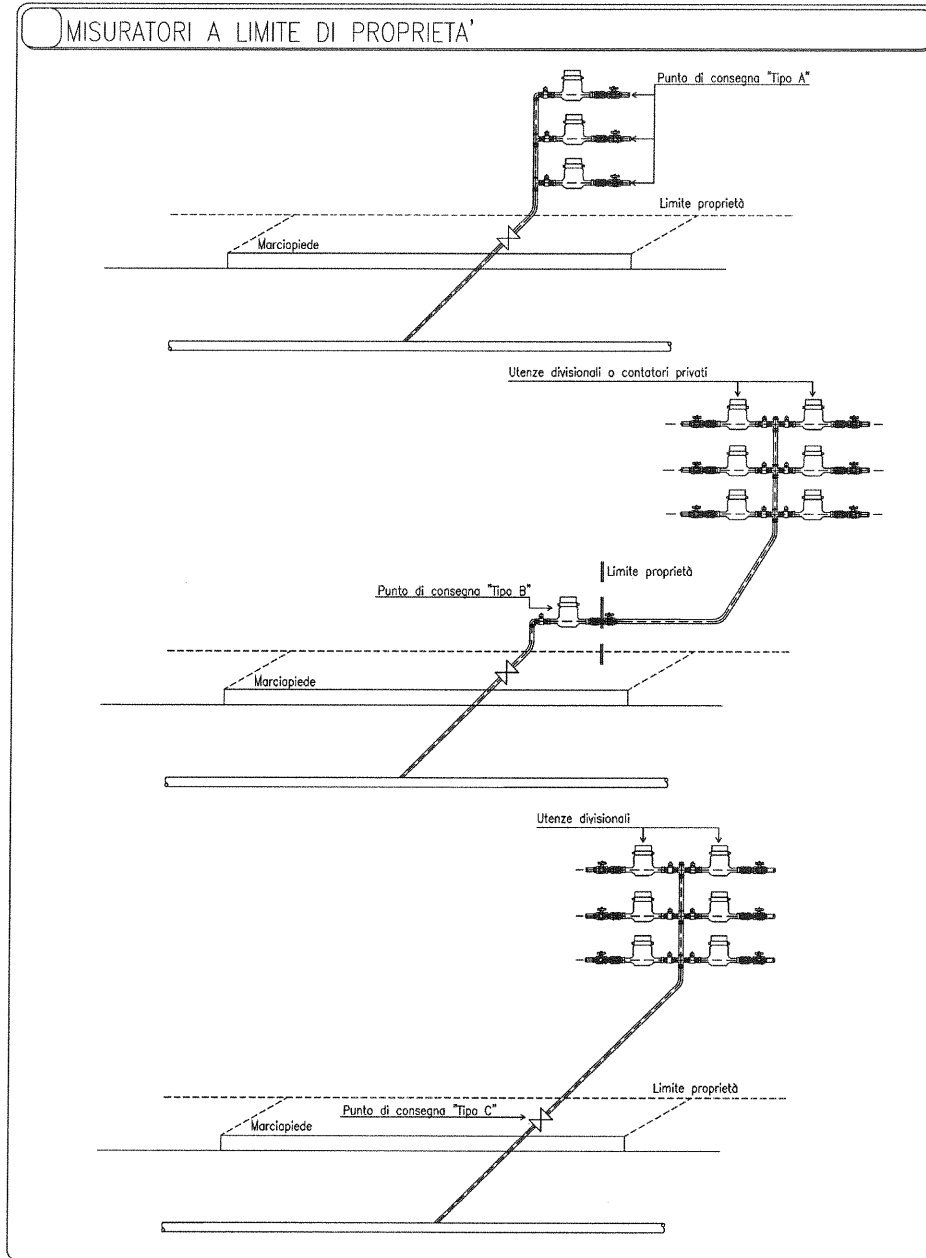 MISURATORI A LIMITE DI PROPRIETA'
Punto di consegna "Tipo A"
Limite proprietà
Marciapiede
Utenze divisionali o contatori privati
Limite proprietà
Punto di consegna "Tipo B"
Marciapiede
Utenze divisionali
Limite proprietà
Punto di consegna "Tipo C"
Marciapiede